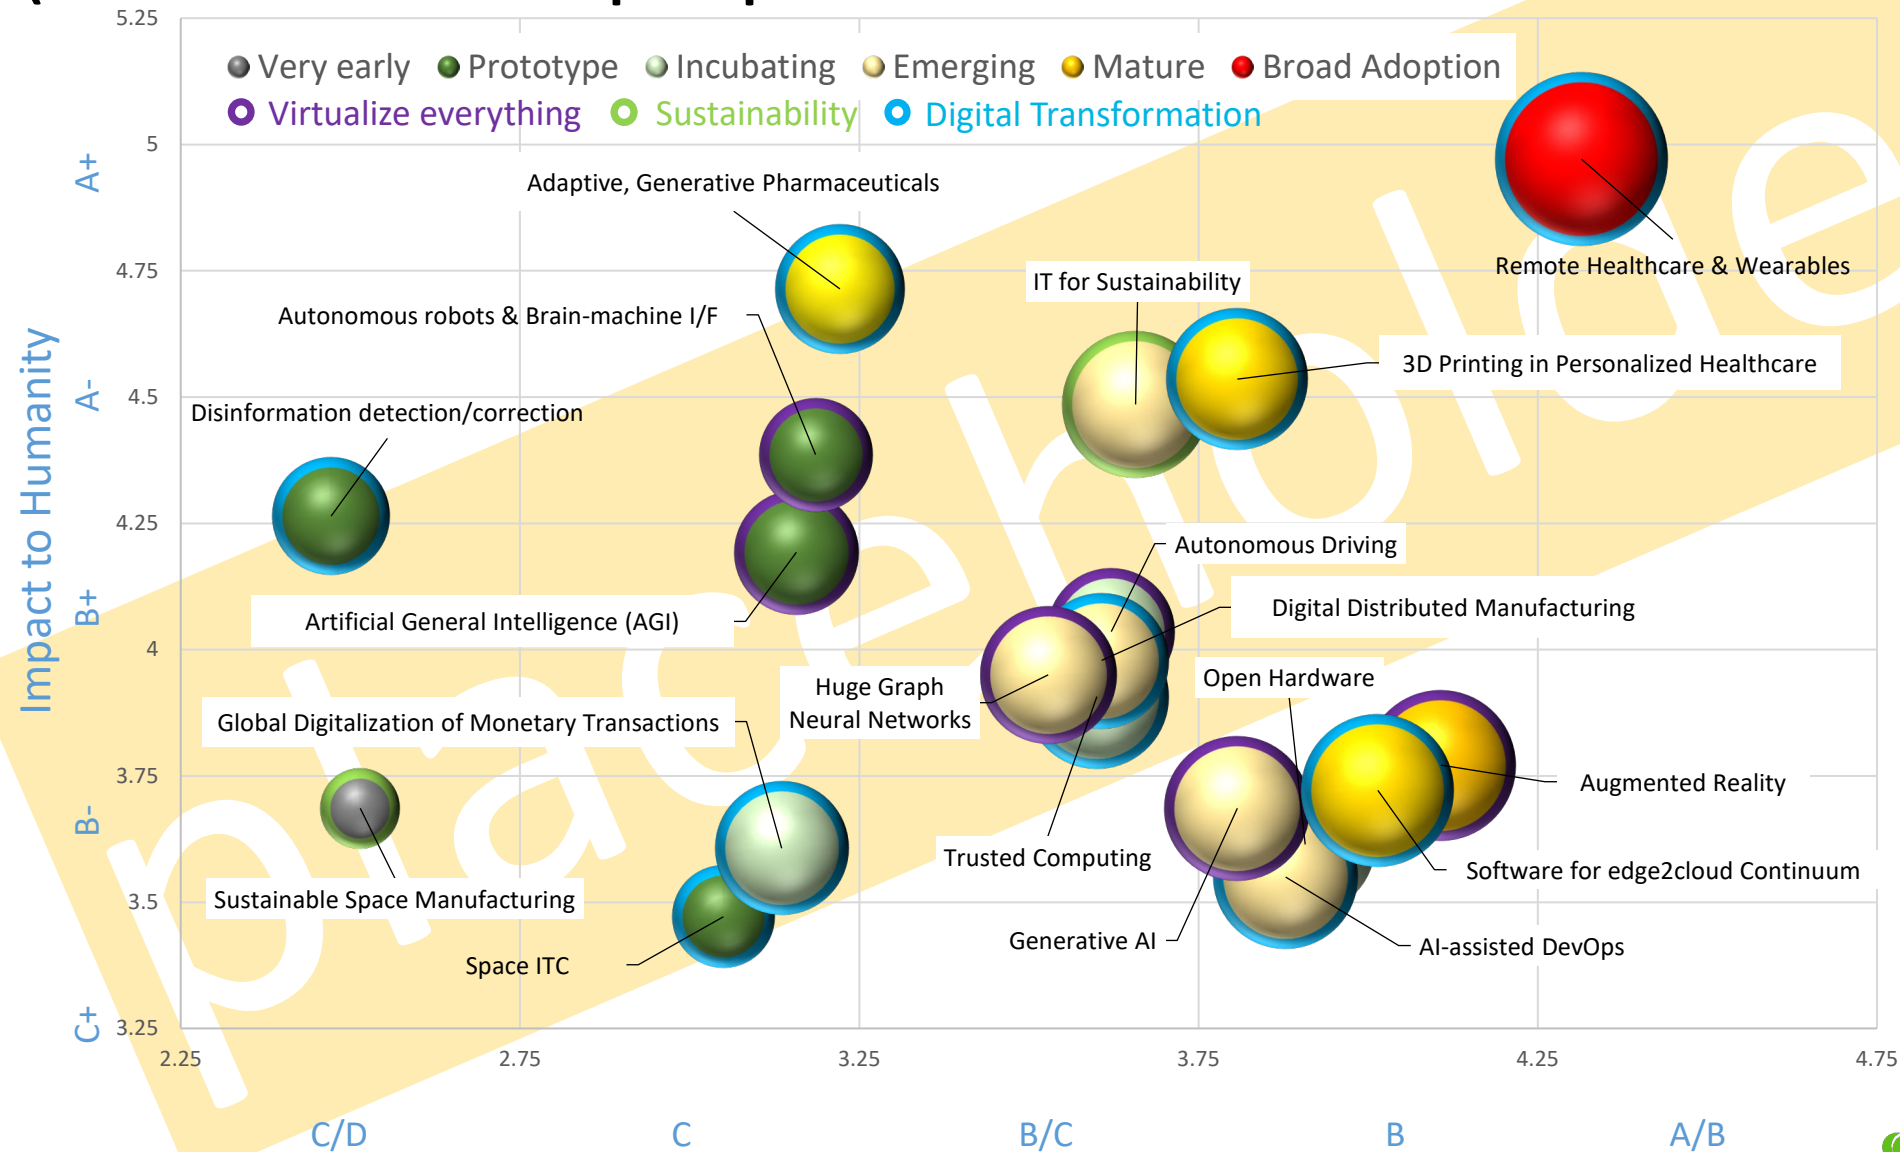 5.25
Very early Prototype Incubating Emerging Mature Broad Adoption
Virtualize everything Sustainability Digital Transformation
5
A+
Adaptive, Generative Pharmaceuticals
4.75
Remote Healthcare & Wearables
IT for Sustainability
Autonomous robots & Brain-machine I/F
3D Printing in Personalized Healthcare
A-
4.5
Disinformation detection/correction
Impact to Humanity
4.25
Autonomous Driving
B+
Digital Distributed Manufacturing
Artificial General Intelligence (AGI)
4
Open Hardware
Huge Graph
Neural Networks
Global Digitalization of Monetary Transactions
3.75
Augmented Reality
B-
Trusted Computing
Software for edge2cloud Continuum
Sustainable Space Manufacturing
3.5
Generative AI
AI-assisted DevOps
Space ITC
C+
3.25
2.25 2.75 3.25 3.75 4.25 4.75
C/D C B/C B A/B
placeholde